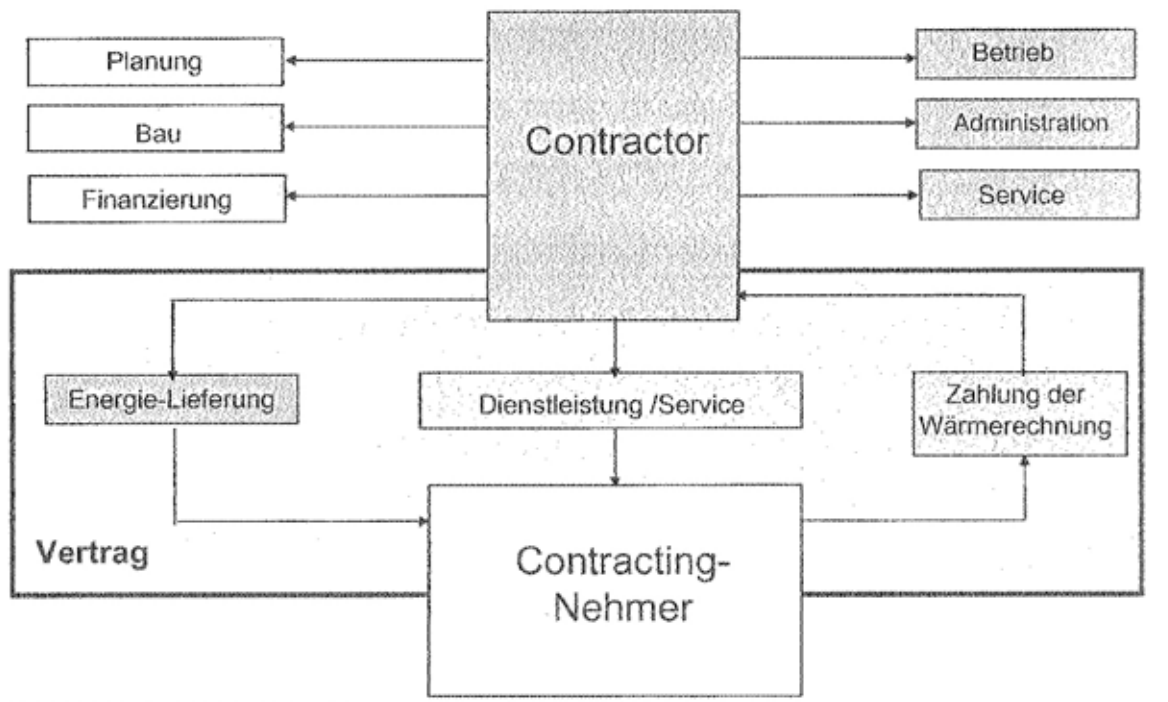 Planung
Bau
Finanzierung
Contractor
Betrieb
Administration
Service
Energie-Lieferung
Dienstleistung /Service
Zahlung der
Wärmerechnung
Vertrag
Contracting-
Nehmer